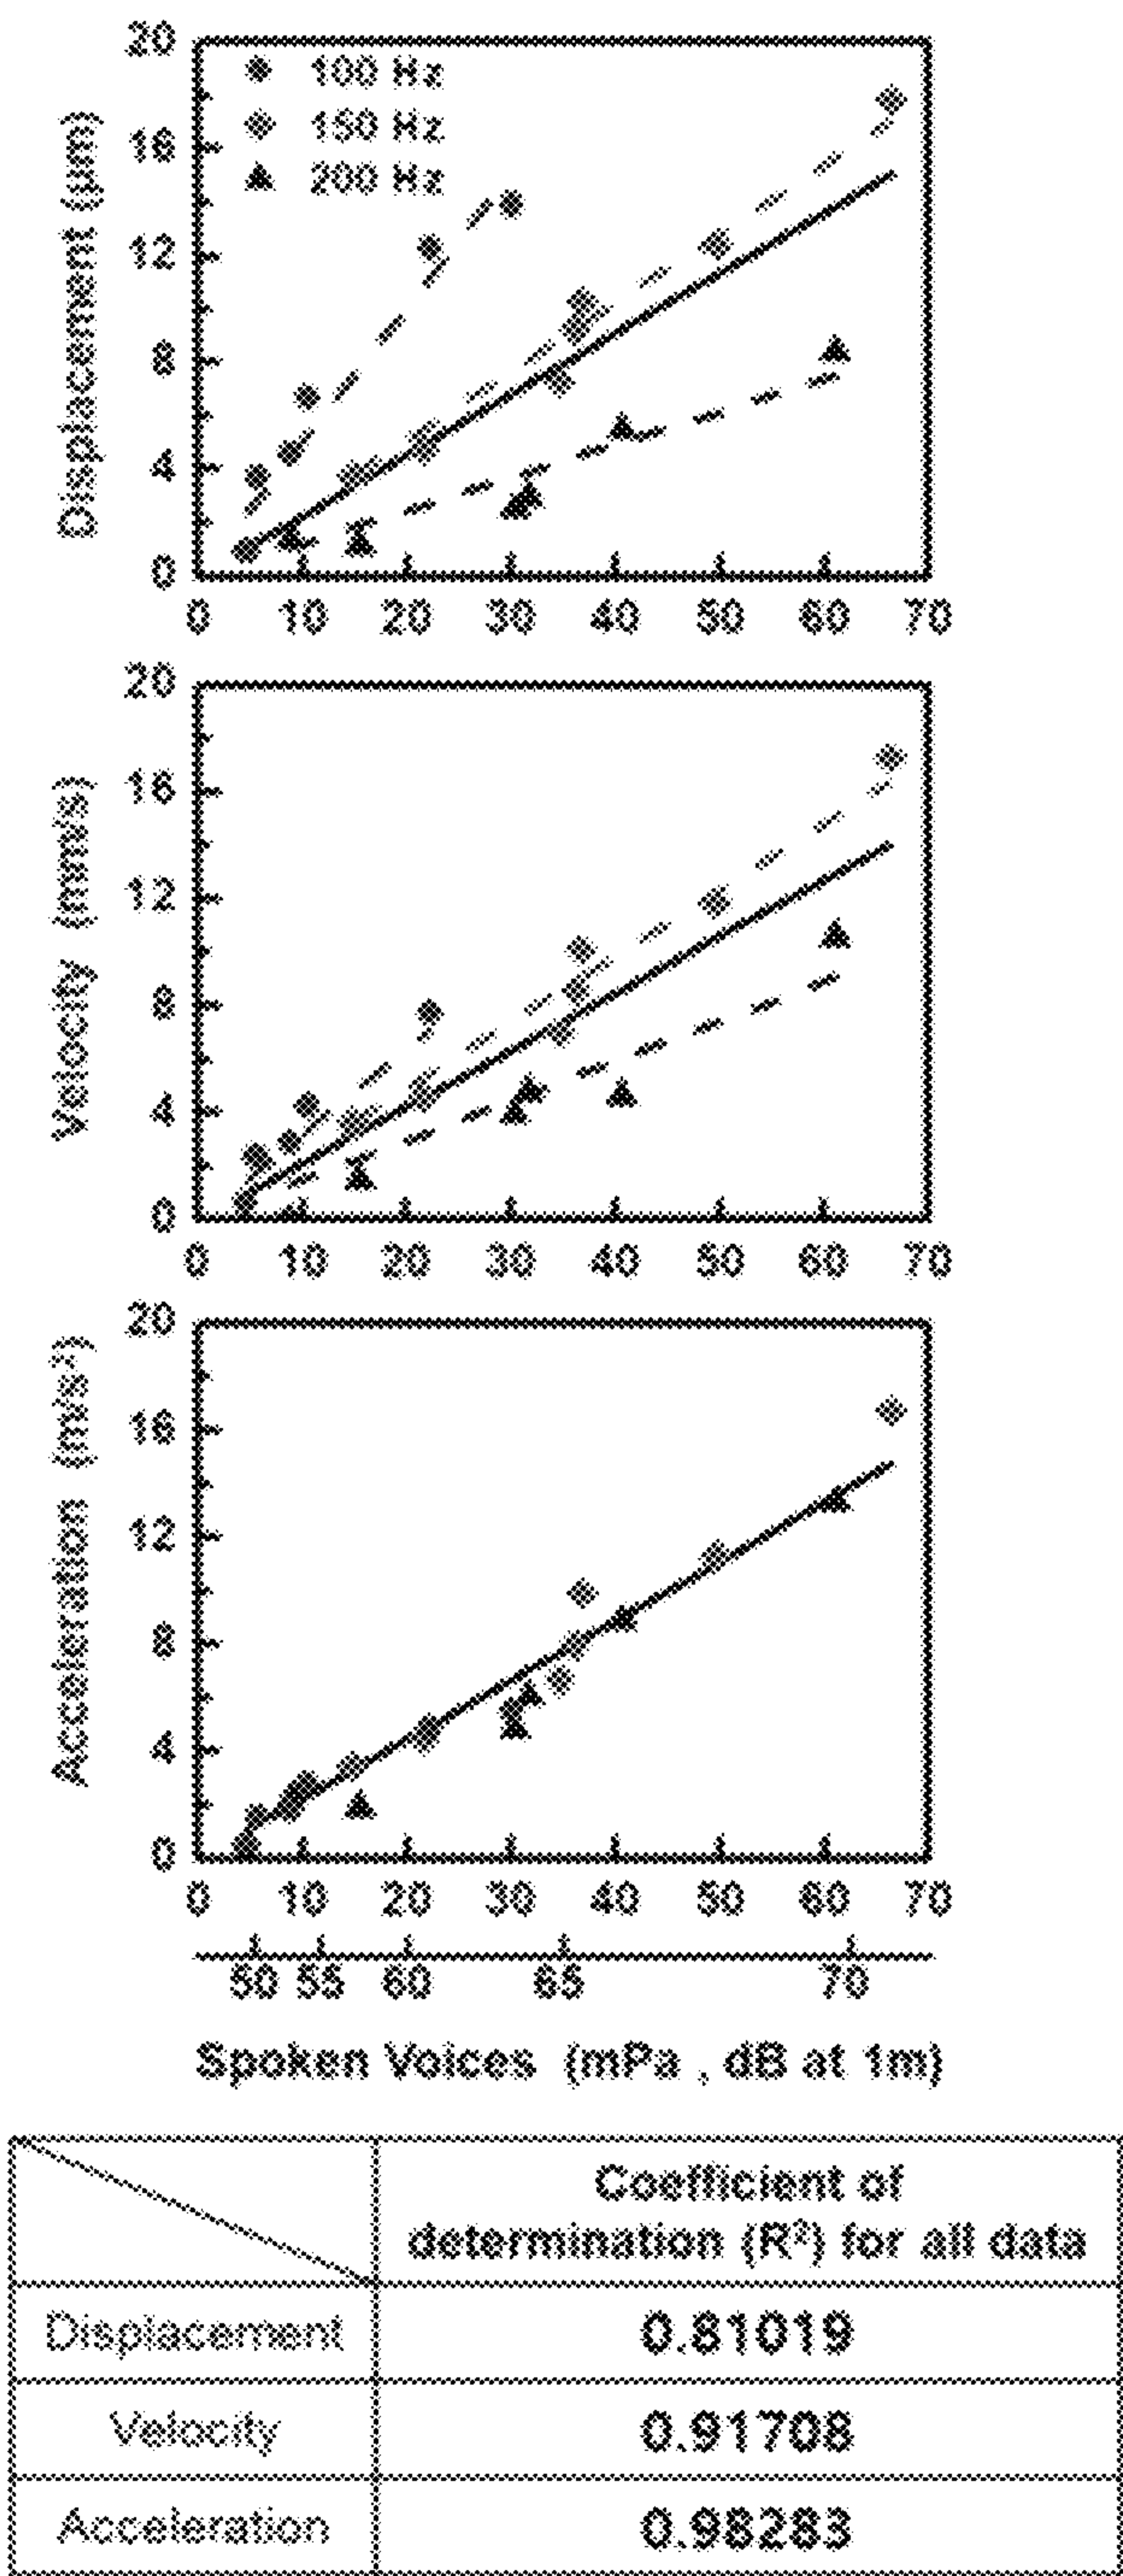 20
100 Hz
150 Hz
16
200 Hz
12
8
4
0
Displacement (μm)
0 10 20 30 40 50 60 70
20
16
12
8
4
0
Velocity (mm/s)
0 10 20 30 40 50 60 70
20
16
12
8
4
0
Acceleration (m/s²)
0 10 20 30 40 50 60 70
50 55 60 65 70
Spoken Voices (mPa , dB at 1m)
Coefficient of
determination (R²) for all data
Displacement 0.81019
Velocity 0.91708
Acceleration 0.98283